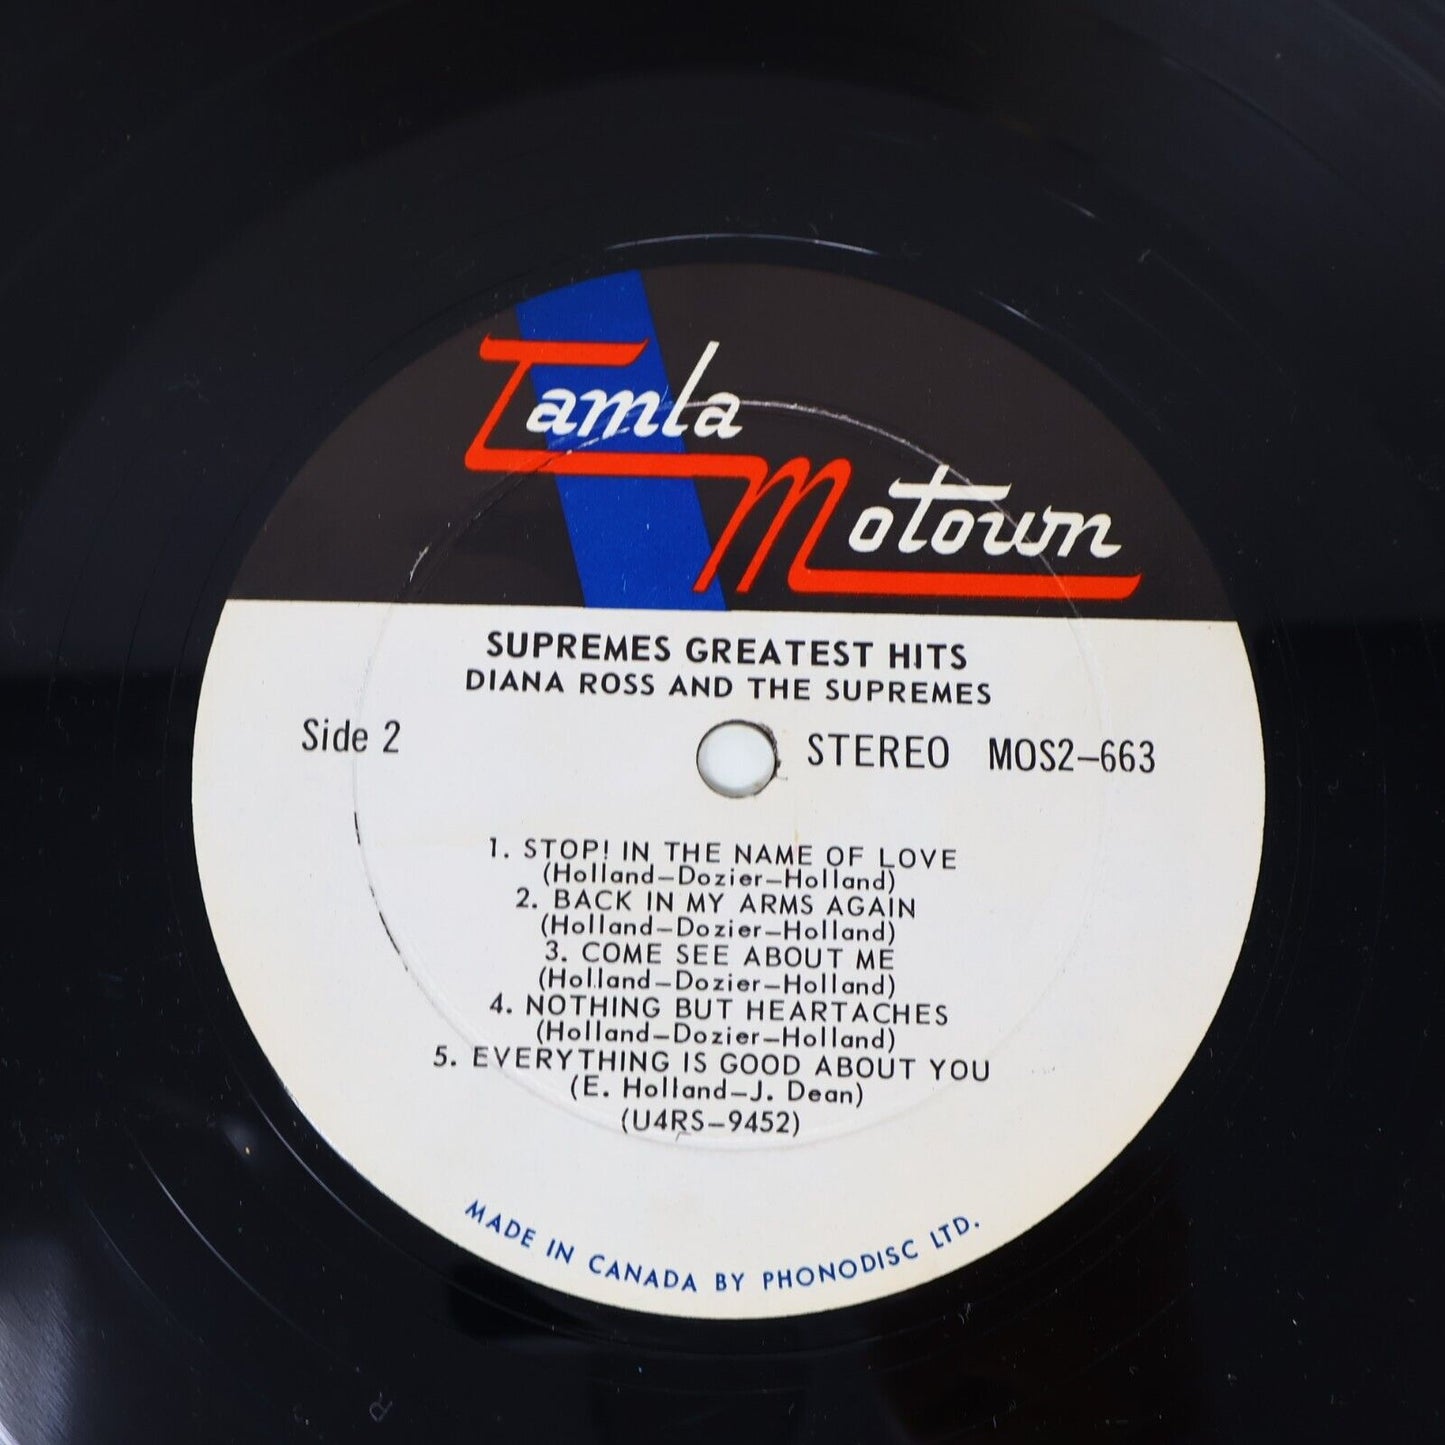 Tamla
Motown
SUPREMES GREATEST HITS
DIANA ROSS AND THE SUPREMES
Side 2
STEREO MOS2-663
1. STOP! IN THE NAME OF LOVE
(Holland-Dozier-Holland)
2. BACK IN MY ARMS AGAIN
(Holland-Dozier-Holland)
3. COME SEE ABOUT ME
(Holland-Dozier-Holland)
4. NOTHING BUT HEARTACHES
(Holland-Dozier-Holland)
5. EVERYTHING IS GOOD ABOUT YOU
(E. Holland-J. Dean)
(U4RS-9452)
MADE IN CANADA BY PHONODISC LTD.